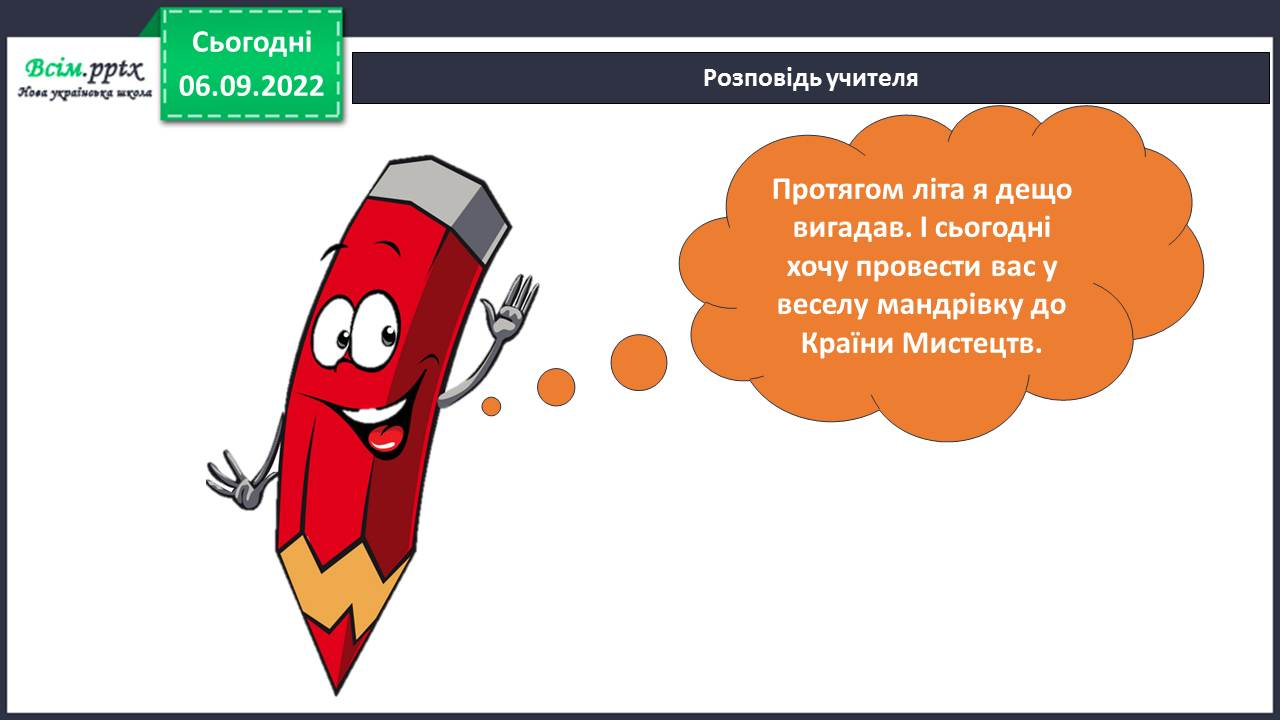 Сьогодні
06.09.2022
Всім.pptx
Нова українська школа
Розповідь учителя
Протягом літа я дещо
вигадав. І сьогодні
хочу провести вас у
веселу мандрівку до
Країни Мистецтв.